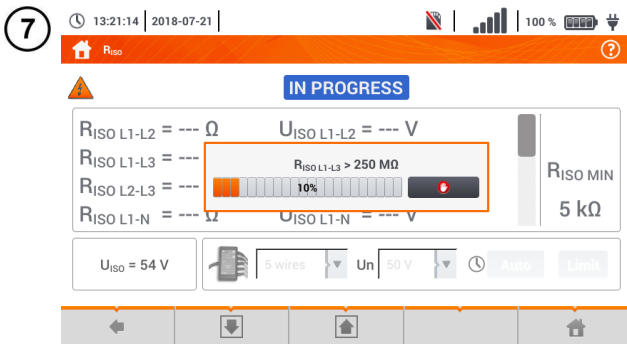 7
13:21:14 2018-07-21 100 %
RISO ?
IN PROGRESS
RISO L1-L2 = --- Ω UISO L1-L2 = --- V
RISO L1-L3 = ---
RISO L2-L3 = ---
RISO L1-N = --- Ω UISO L1-N = --- V
RISO L1-L3 > 250 MΩ
10%
RISO MIN
5 kΩ
UISO = 54 V 5 wires Un 50 V Auto Limit